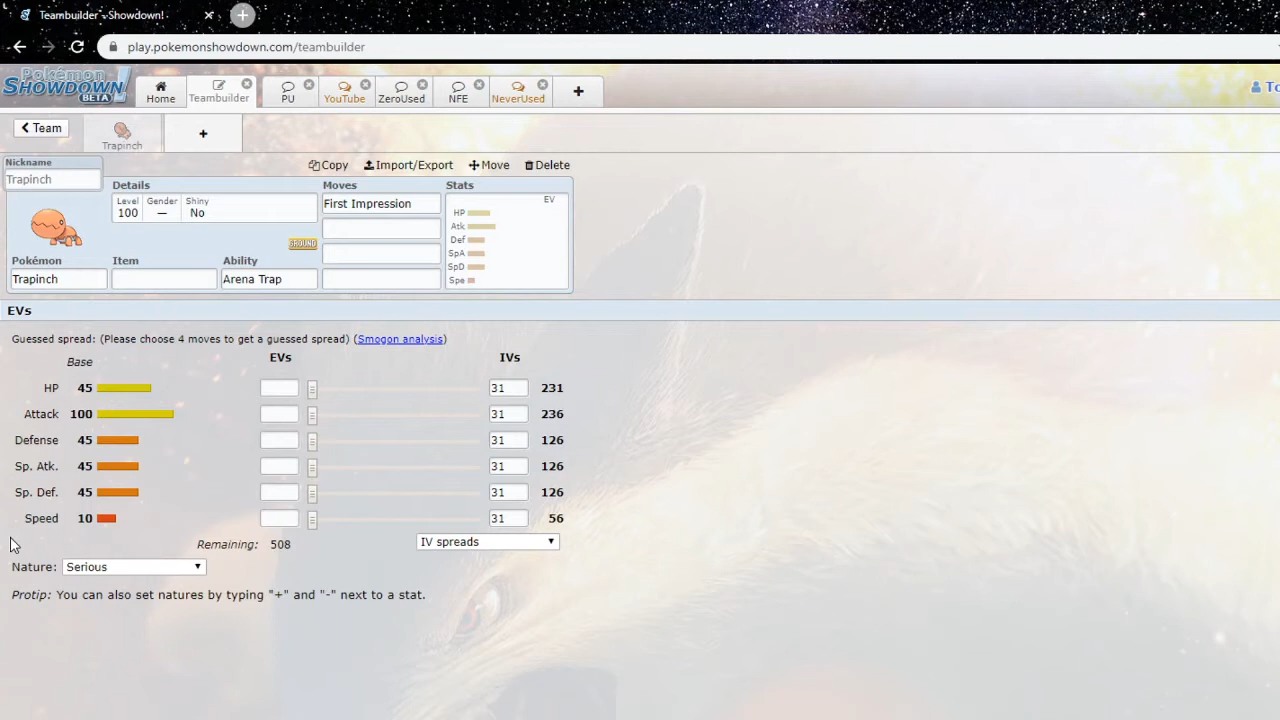 Teambuilder - Showdown!
play.pokemonshowdown.com/teambuilder
Pokémon
SHOWDOWN!
BETA
Home
Teambuilder
PU
YouTube
ZeroUsed
NFE
NeverUsed
+
Team
Trapinch
+
Copy
Import/Export
Move
Delete
Nickname
Trapinch
Details
Moves
Stats
Level
Gender
Shiny
100
—
No
First Impression
EV
HP
Atk
Def
SpA
SpD
Spe
GROUND
Pokémon
Item
Ability
Trapinch
Arena Trap
EVs
Guessed spread: (Please choose 4 moves to get a guessed spread) (Smogon analysis)
Base
EVs
IVs
HP 45 31 231
Attack 100 31 236
Defense 45 31 126
Sp. Atk. 45 31 126
Sp. Def. 45 31 126
Speed 10 31 56
Remaining: 508
IV spreads
Nature: Serious
Protip: You can also set natures by typing "+" and "-" next to a stat.